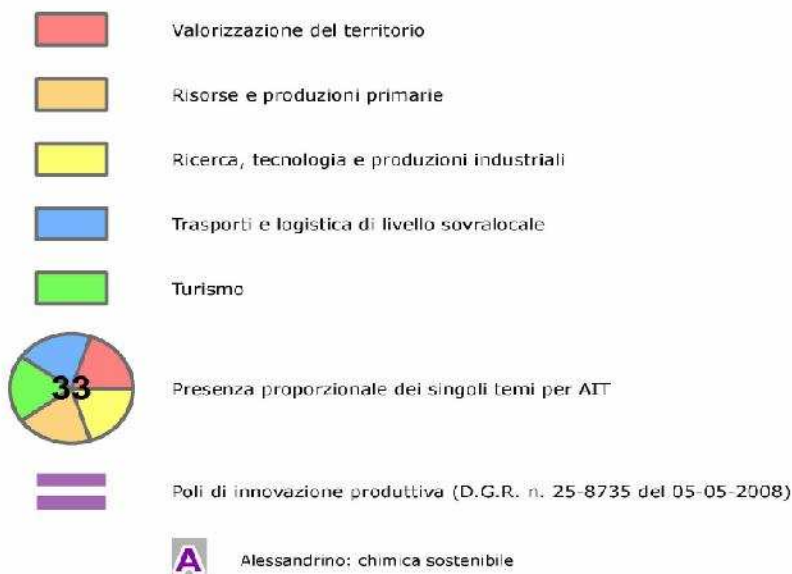 Valorizzazione del territorio
Risorse e produzioni primarie
Ricerca, tecnologia e produzioni industriali
Trasporti e logistica di livello sovralocale
Turismo
33
Presenza proporzionale dei singoli temi per AIT
Poli di innovazione produttiva (D.G.R. n. 25-8735 del 05-05-2008)
A Alessandrino: chimica sostenibile